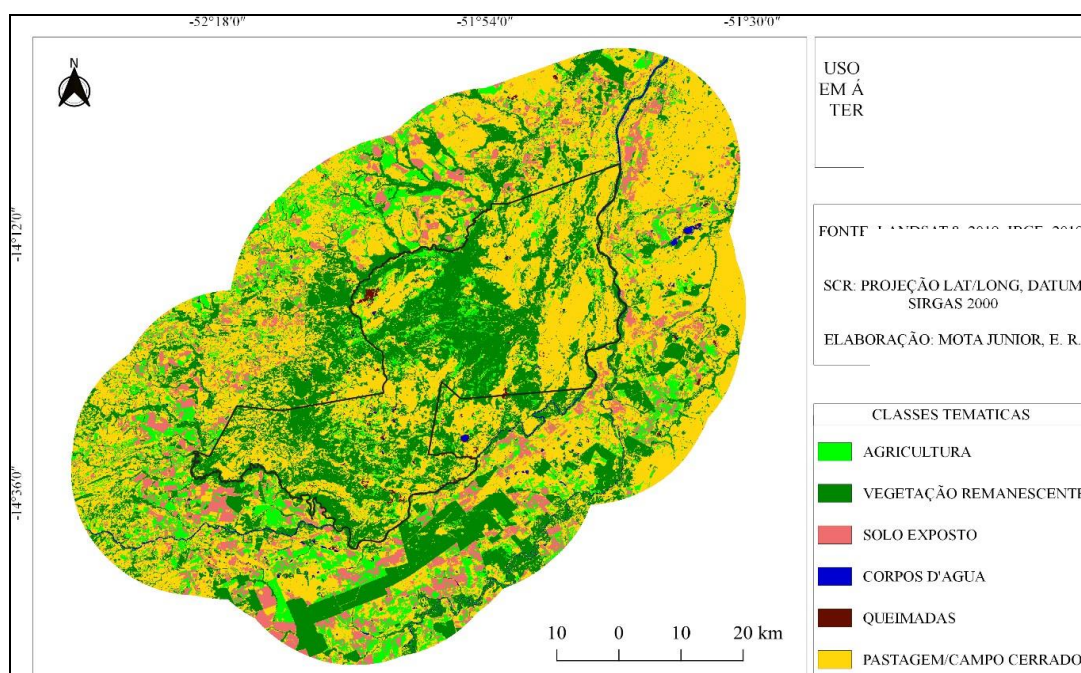 -52°18'0" -51°54'0" -51°30'0"
N
-14°12'0"
-14°36'0"
USO
EM Á
TER
SCR: PROJEÇÃO LAT/LONG, DATUM
SIRGAS 2000
ELABORAÇÃO: MOTA JUNIOR, E. R.
CLASSES TEMATICAS
AGRICULTURA
VEGETAÇÃO REMANESCENTE
SOLO EXPOSTO
CORPOS D'AGUA
QUEIMADAS
PASTAGEM/CAMPO CERRADO
10 0 10 20 km